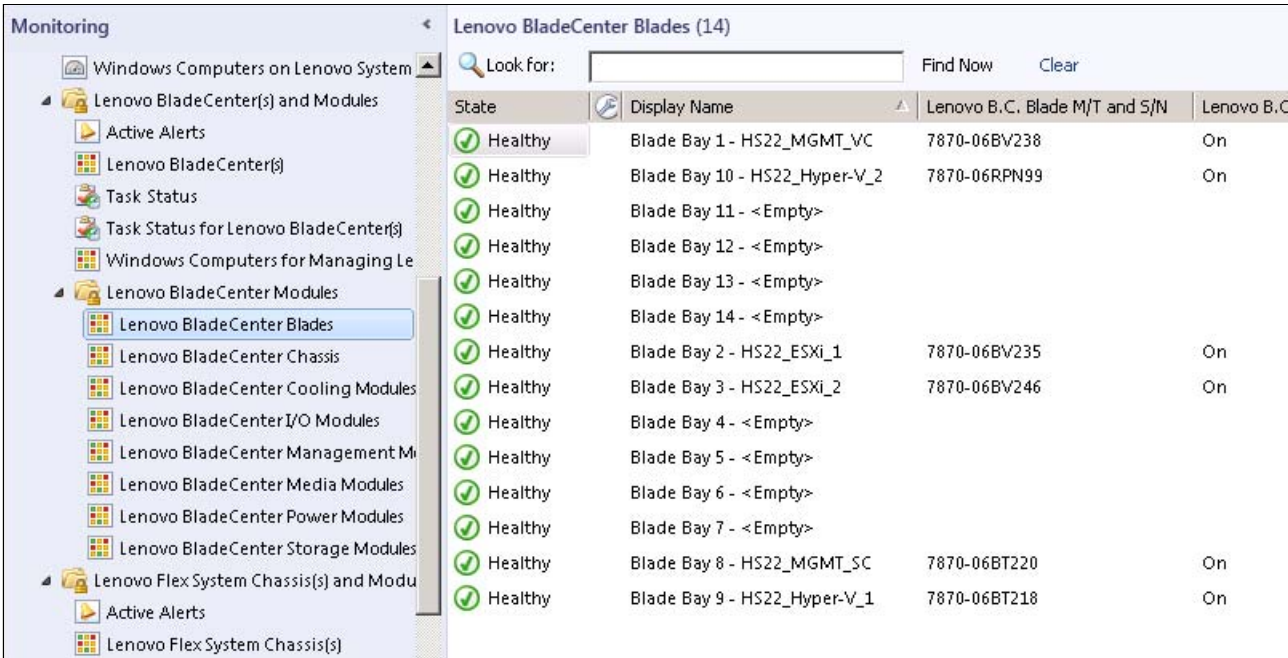 Monitoring
Windows Computers on Lenovo System
Lenovo BladeCenter(s) and Modules
Active Alerts
Lenovo BladeCenter(s)
Task Status
Task Status for Lenovo BladeCenter(s)
Windows Computers for Managing Le
Lenovo BladeCenter Modules
Lenovo BladeCenter Blades
Lenovo BladeCenter Chassis
Lenovo BladeCenter Cooling Modules
Lenovo BladeCenter I/O Modules
Lenovo BladeCenter Management M
Lenovo BladeCenter Media Modules
Lenovo BladeCenter Power Modules
Lenovo BladeCenter Storage Modules
Lenovo Flex System Chassis(s) and Modu
Active Alerts
Lenovo Flex System Chassis(s)
Lenovo BladeCenter Blades (14)
Look for: Find Now Clear
State Display Name Lenovo B.C. Blade M/T and S/N Lenovo B.C
Healthy Blade Bay 1 - HS22_MGMT_VC 7870-06BV238 On
Healthy Blade Bay 10 - HS22_Hyper-V_2 7870-06RPN99 On
Healthy Blade Bay 11 - <Empty>
Healthy Blade Bay 12 - <Empty>
Healthy Blade Bay 13 - <Empty>
Healthy Blade Bay 14 - <Empty>
Healthy Blade Bay 2 - HS22_ESXi_1 7870-06BV235 On
Healthy Blade Bay 3 - HS22_ESXi_2 7870-06BV246 On
Healthy Blade Bay 4 - <Empty>
Healthy Blade Bay 5 - <Empty>
Healthy Blade Bay 6 - <Empty>
Healthy Blade Bay 7 - <Empty>
Healthy Blade Bay 8 - HS22_MGMT_SC 7870-06BT220 On
Healthy Blade Bay 9 - HS22_Hyper-V_1 7870-06BT218 On